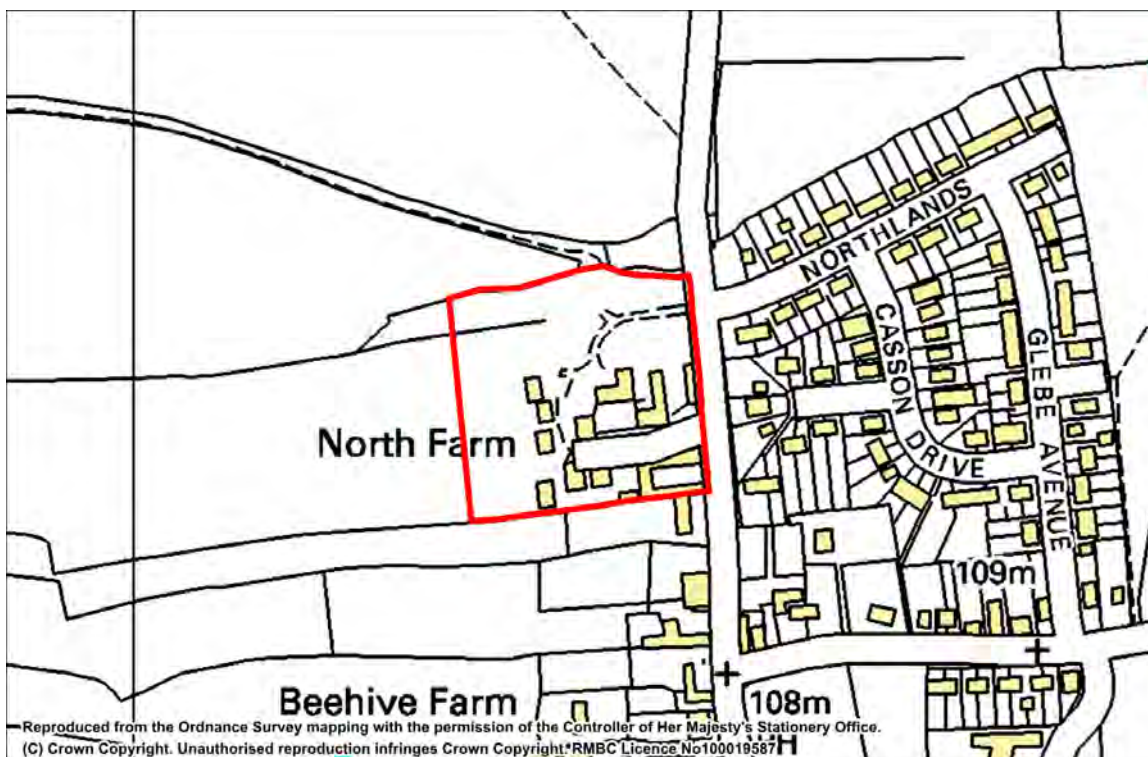 NORTHLANDS
CASSON DRIVE
GLEBE AVENUE
North Farm
109m
Beehive Farm
108m
Reproduced from the Ordnance Survey mapping with the permission of the Controller of Her Majesty's Stationery Office.
(C) Crown Copyright. Unauthorised reproduction infringes Crown Copyright.*RMBC Licence No100019587